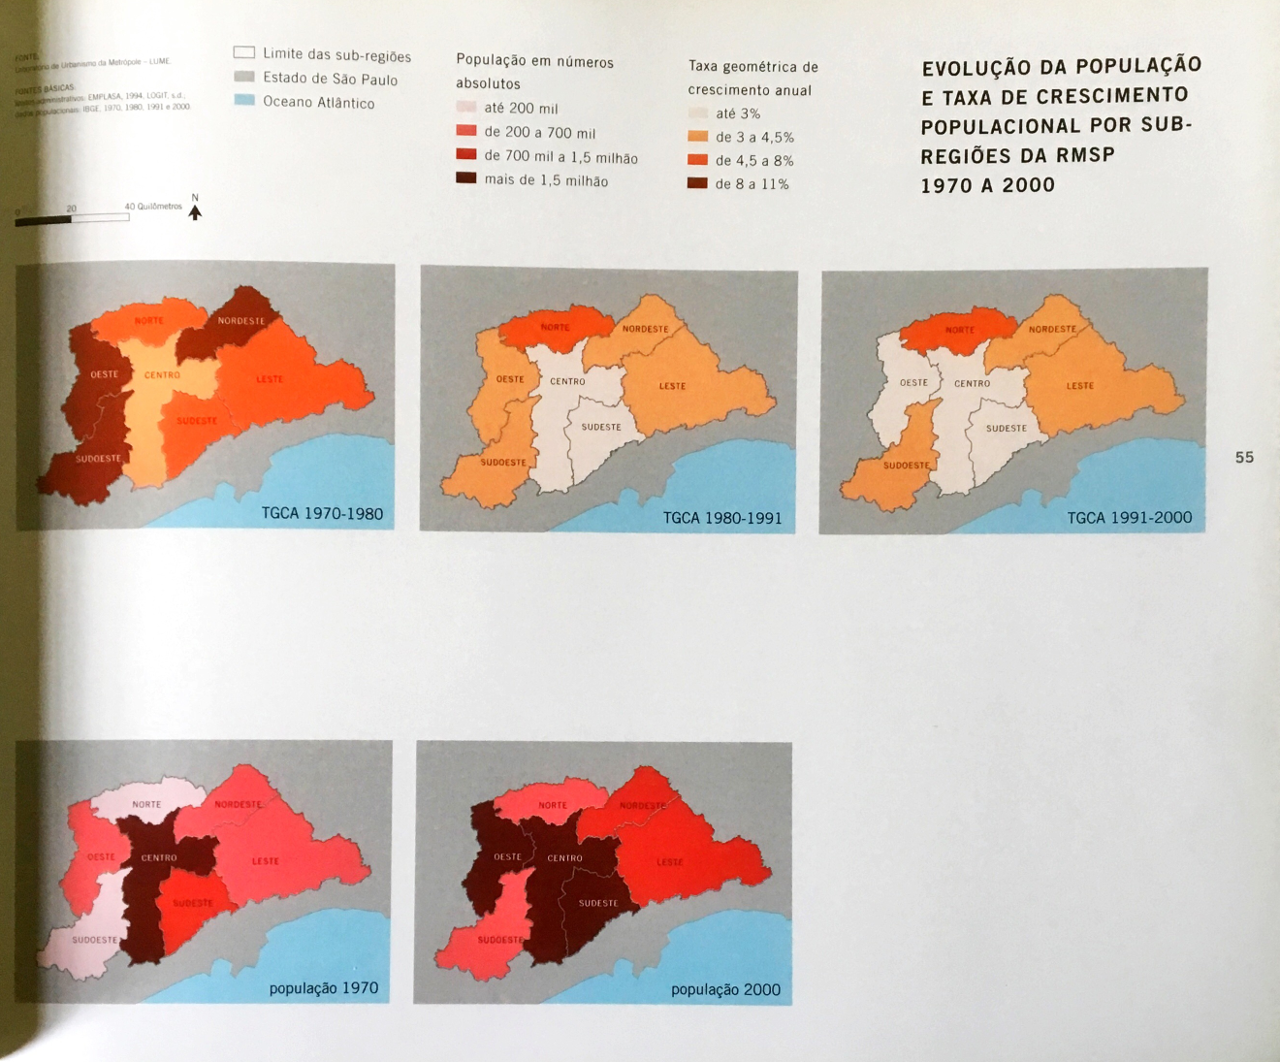 FONTE
Laboratório de Urbanismo da Metrópole - LUME.
FONTES BÁSICAS
administrativos: EMPLASA, 1994, LOGIT, s.d.;
populacionais: IBGE, 1970, 1980, 1991 e 2000.
0 20 40 Quilômetros
N
Limite das sub-regiões
Estado de São Paulo
Oceano Atlântico
População em números
absolutos
até 200 mil
de 200 a 700 mil
de 700 mil a 1,5 milhão
mais de 1,5 milhão
Taxa geométrica de
crescimento anual
até 3%
de 3 a 4,5%
de 4,5 a 8%
de 8 a 11%
EVOLUÇÃO DA POPULAÇÃO
E TAXA DE CRESCIMENTO
POPULACIONAL POR SUB-
REGIÕES DA RMSP
1970 A 2000
NORTE
NORDESTE
OESTE
CENTRO
LESTE
SUDESTE
SUDOESTE
TGCA 1970-1980
NORTE
NORDESTE
OESTE
CENTRO
LESTE
SUDESTE
SUDOESTE
TGCA 1980-1991
NORTE
NORDESTE
OESTE
CENTRO
LESTE
SUDESTE
SUDOESTE
TGCA 1991-2000
55
NORTE
NORDESTE
OESTE
CENTRO
LESTE
SUDESTE
SUDOESTE
população 1970
NORTE
NORDESTE
OESTE
CENTRO
LESTE
SUDESTE
SUDOESTE
população 2000